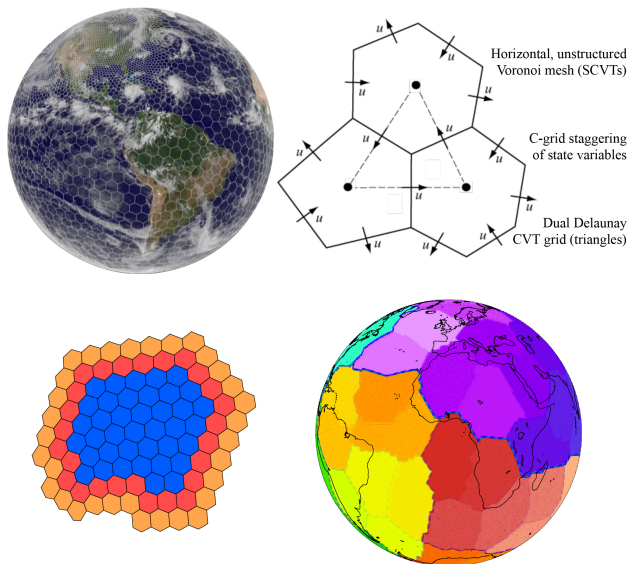 u
u
Horizontal, unstructured
Voronoi mesh (SCVTs)
u
u
u
u
C-grid staggering
u
u
of state variables
u
u
Dual Delaunay
u
u
CVT grid (triangles)
u
u